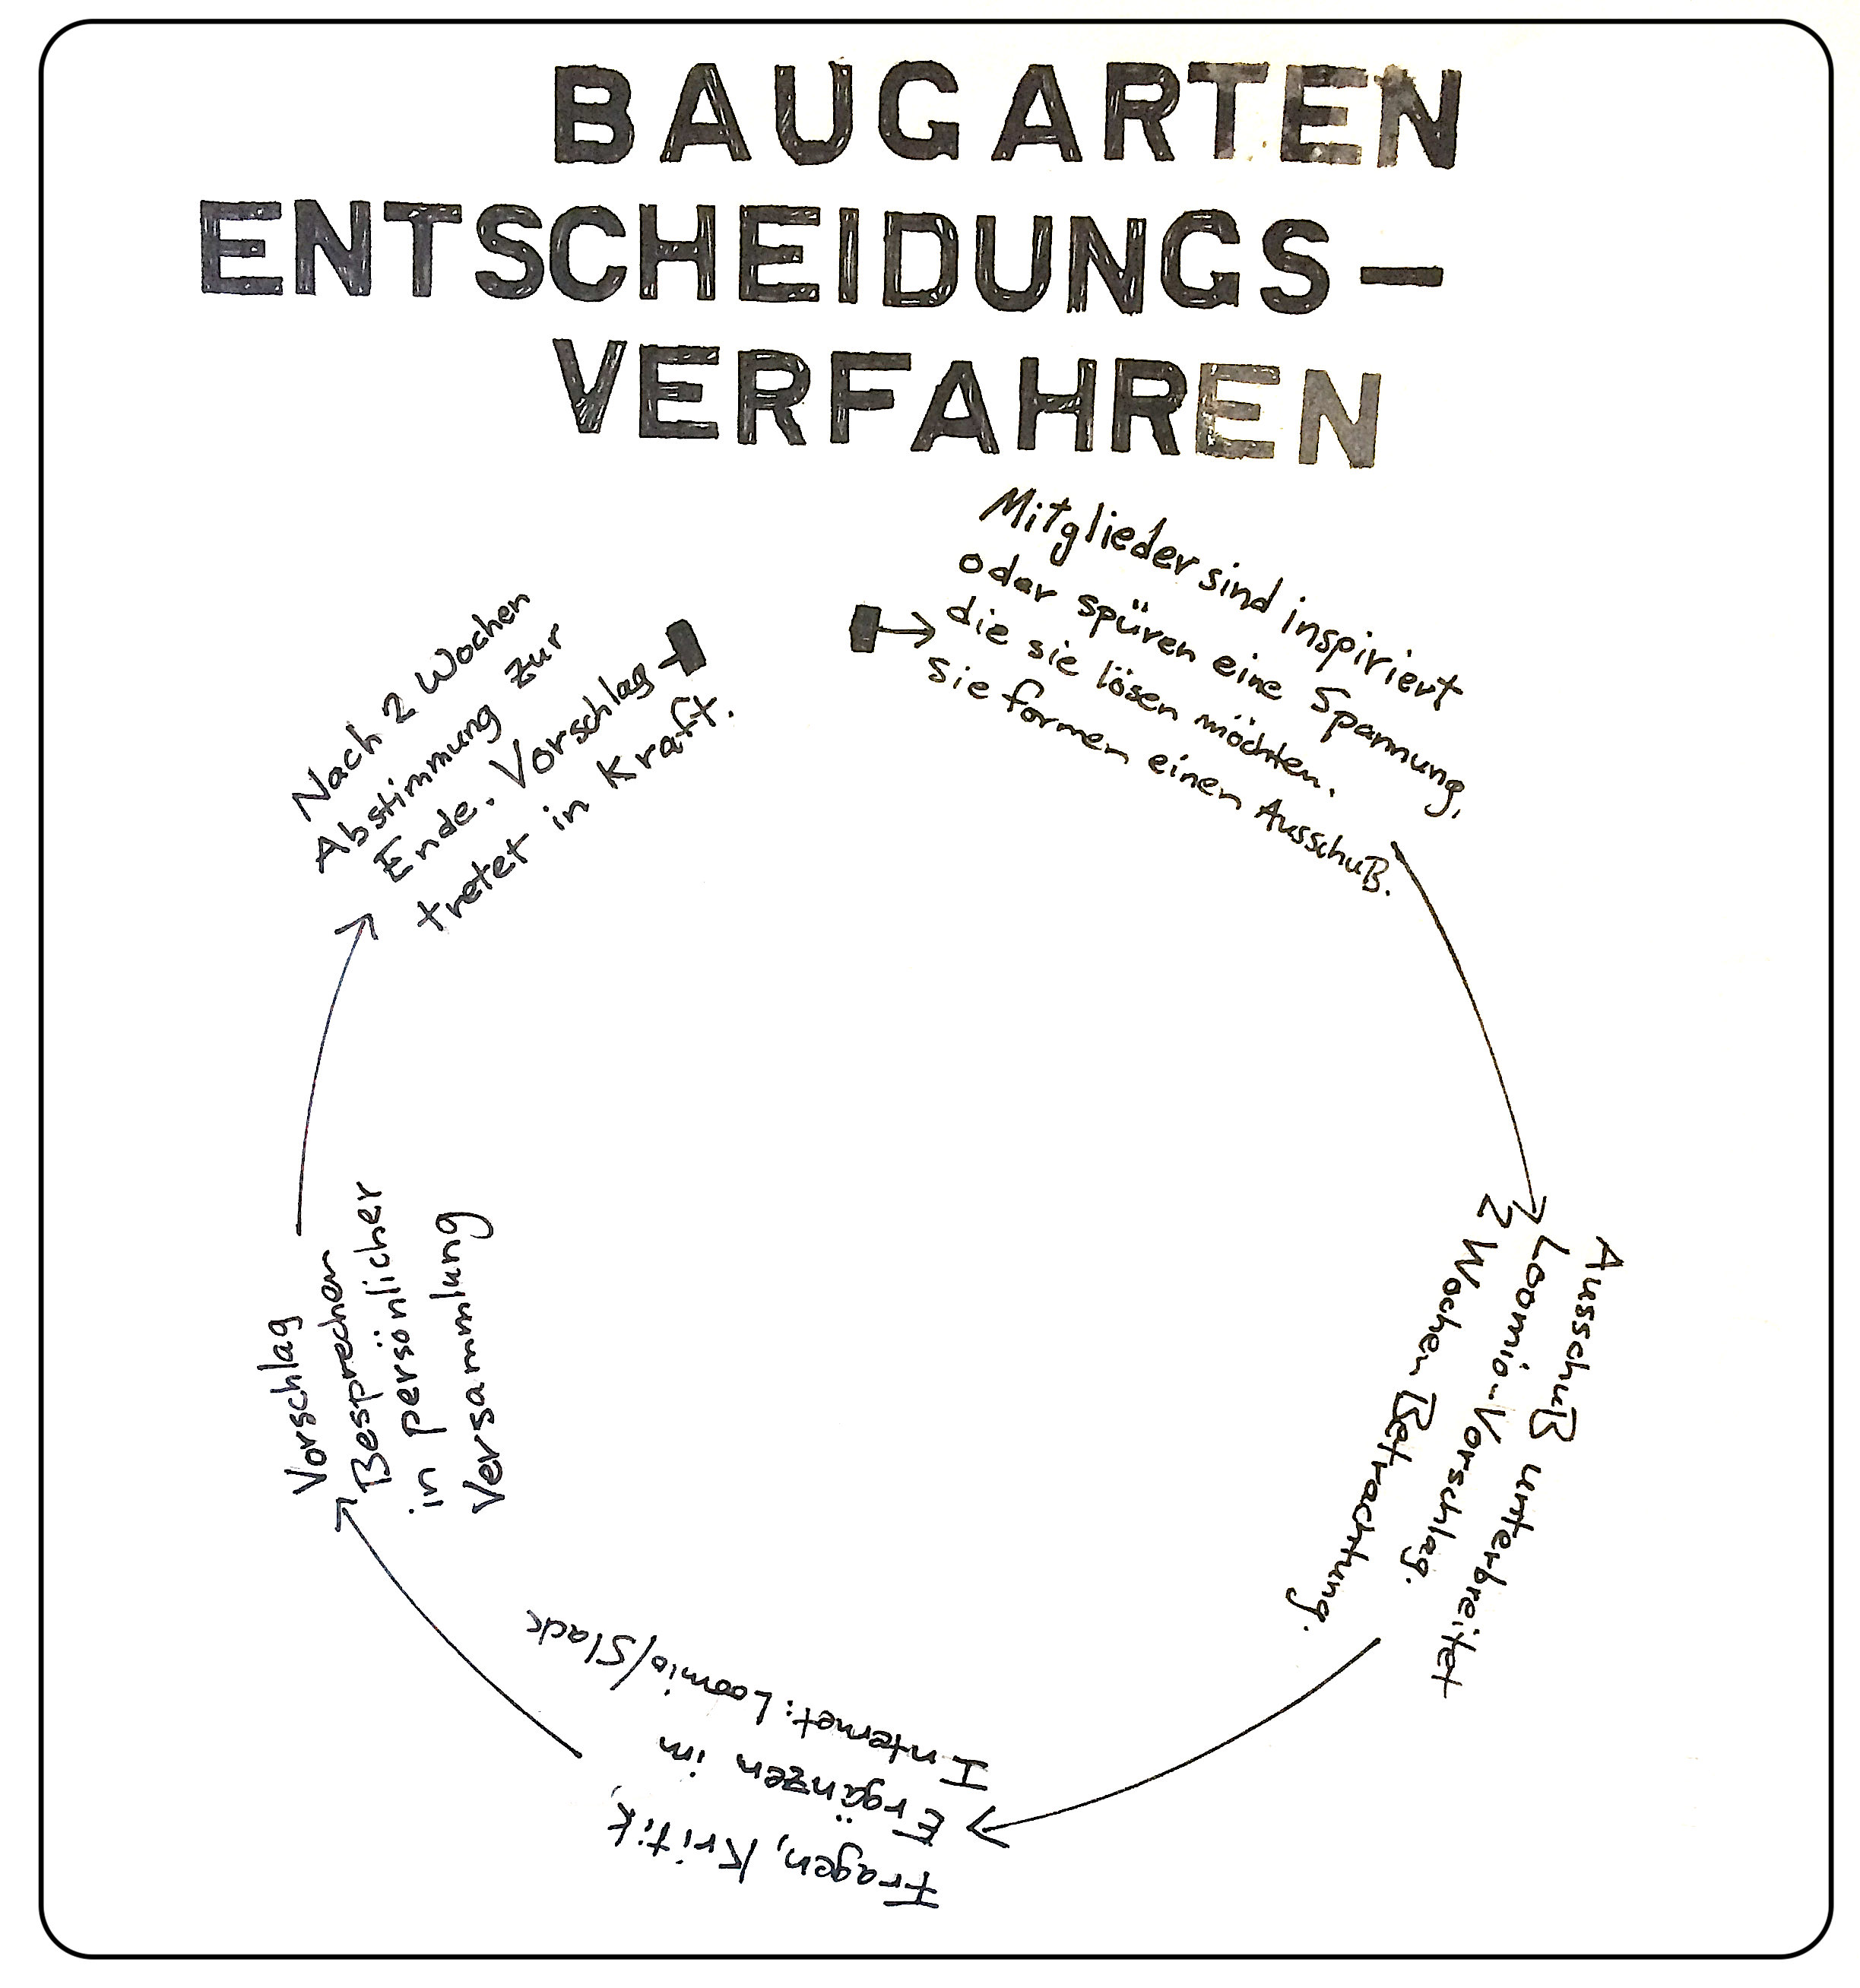 BAUGARTEN
ENTSCHEIDUNGS-
VERFAHREN
Mitglieder sind inspiriert
oder spüren eine Spannung,
die sie lösen möchten.
Sie formen einen Ausschuß.
Ausschuß unterbreitet
Loomio-Vorschlag.
2 Wochen Betrachtung.
Fragen, Kritik,
Ergänzen im
Internet: Loomio/Slack
Vorschlag
Besprechen
in persönlicher
Versammlung
Nach 2 Wochen
Abstimmung zur
Ende. Vorschlag
tretet in Kraft.